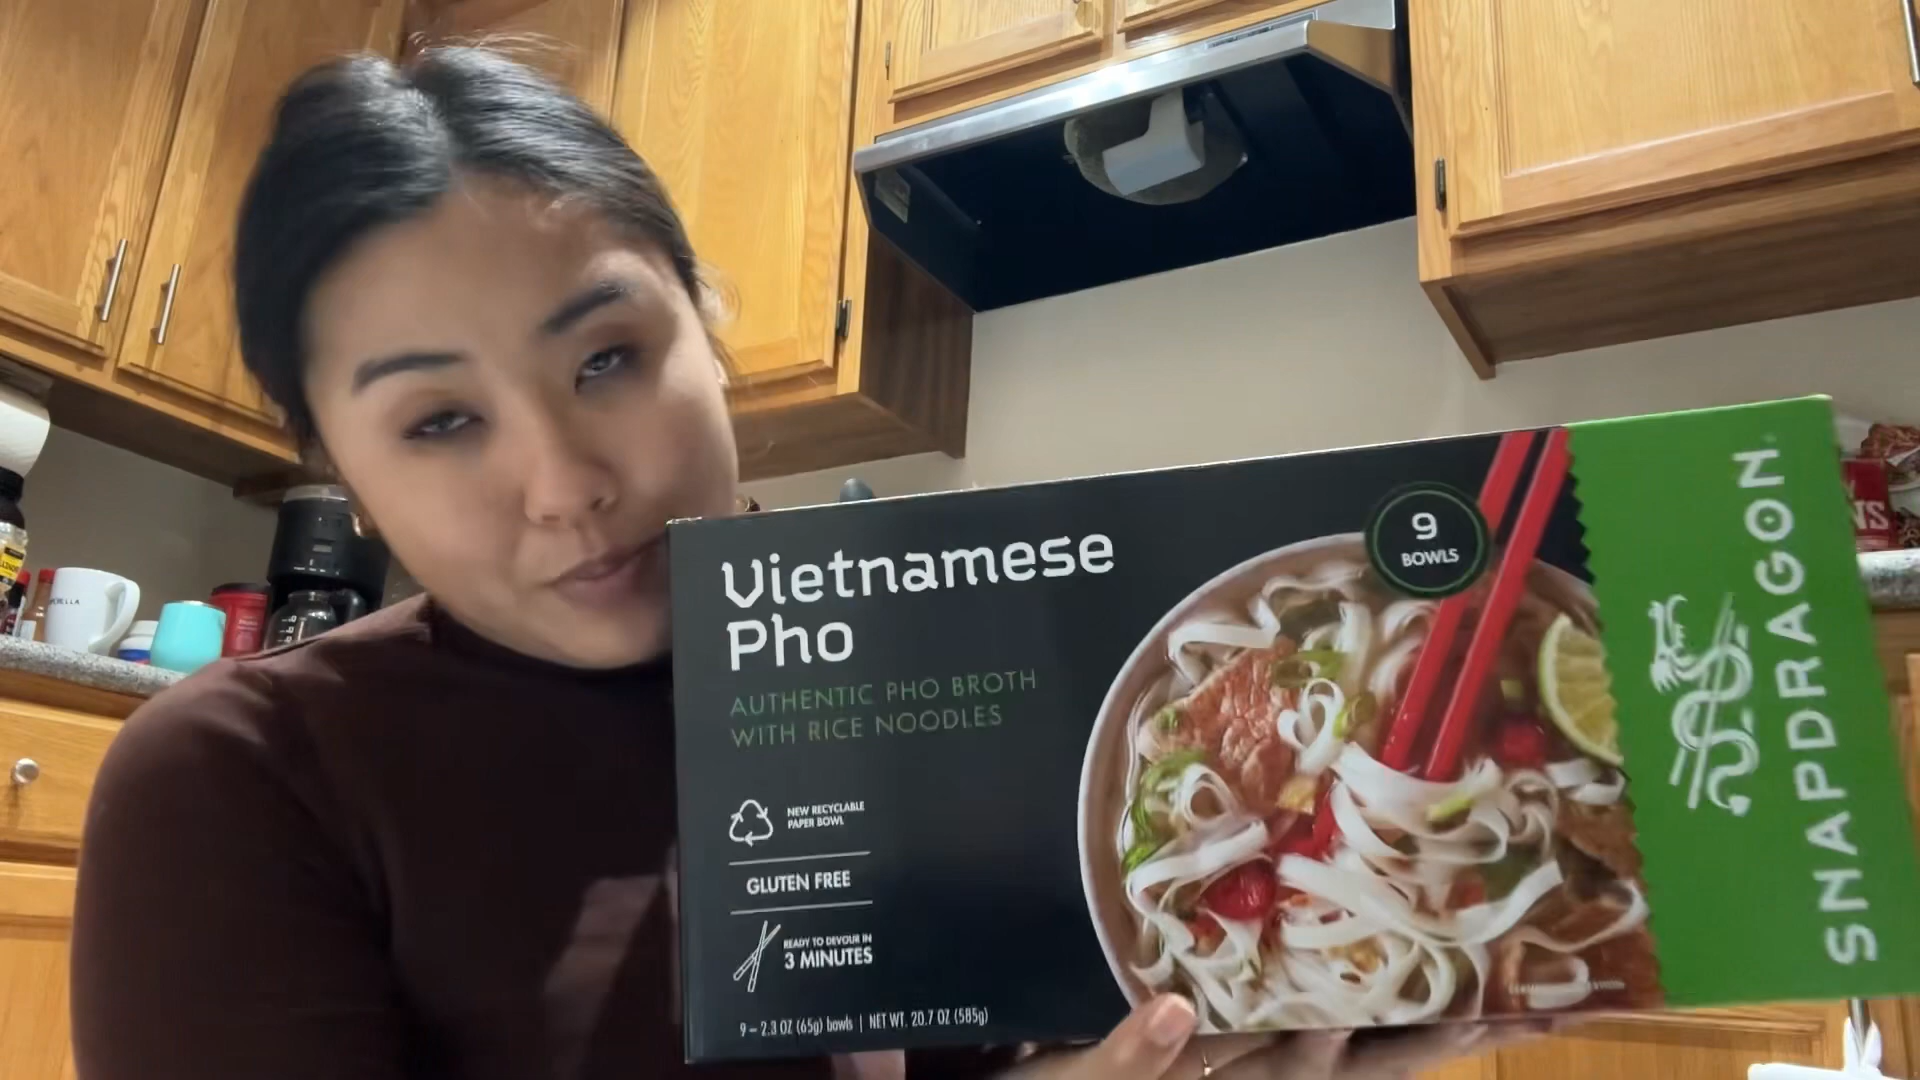 Vietnamese
Pho
AUTHENTIC PHO BROTH
WITH RICE NOODLES
NEW RECYCLABLE
PAPER BOWL
GLUTEN FREE
READY TO DEVOUR IN
3 MINUTES
9 – 2.3 OZ (65g) bowls | NET WT. 20.7 OZ (585g)
9
BOWLS
SNAPDRAGON
NS